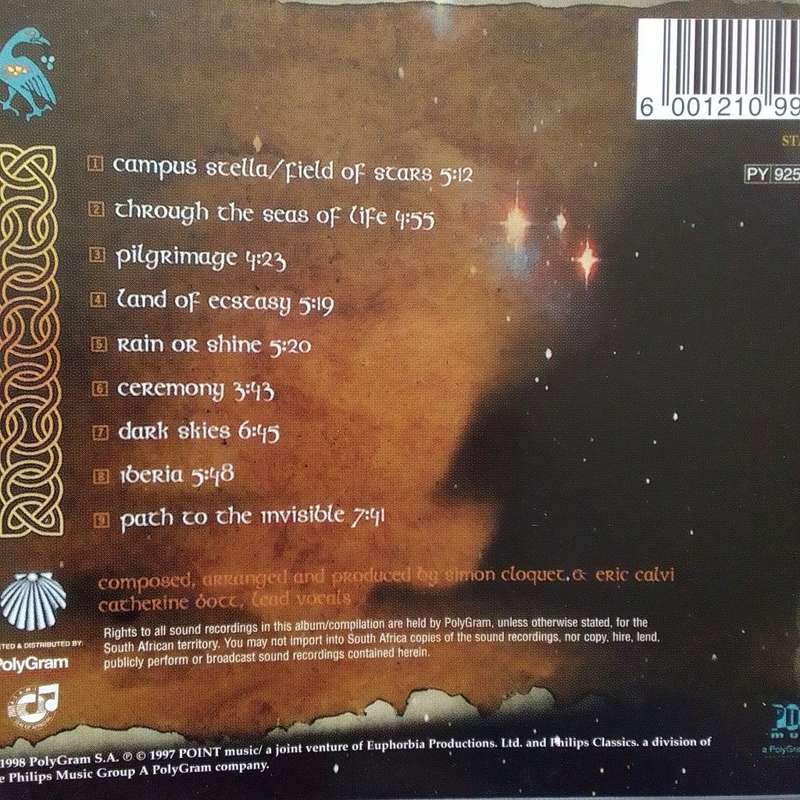 6 001210 99
STA
PY 925
1 campus stella/field of stars 5:12
2 through the seas of life 4:55
3 pilgrimage 4:23
4 land of ecstasy 5:19
5 rain or shine 5:20
6 ceremony 3:43
7 dark skies 6:45
8 iberia 5:48
9 path to the invisible 7:41
composed, arranged and produced by simon cloquet & eric calvi
catherine bott, lead vocals
Rights to all sound recordings in this album/compilation are held by PolyGram, unless otherwise stated, for the
South African territory. You may not import into South Africa copies of the sound recordings, nor copy, hire, lend,
publicly perform or broadcast sound recordings contained herein.
TED & DISTRIBUTED BY:
PolyGram
1998 PolyGram S.A. ℗ © 1997 POINT music/ a joint venture of Euphorbia Productions. Ltd. and Philips Classics. a division of
e Philips Music Group A PolyGram company.
PO
mu
a PolyGra